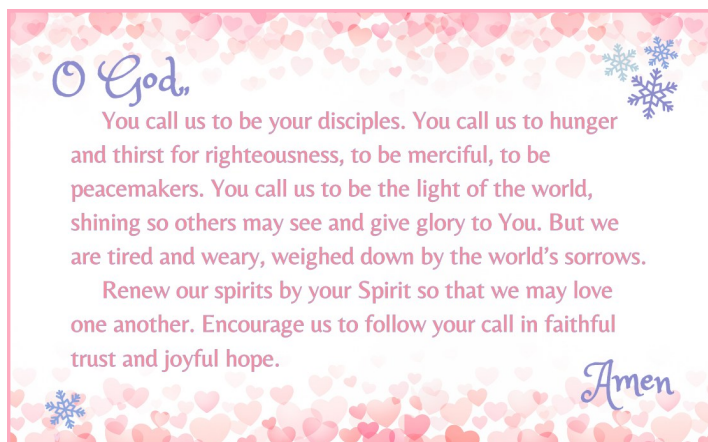 O God,,
You call us to be your disciples. You call us to hunger
and thirst for righteousness, to be merciful, to be
peacemakers. You call us to be the light of the world,
shining so others may see and give glory to You. But we
are tired and weary, weighed down by the world’s sorrows.
Renew our spirits by your Spirit so that we may love
one another. Encourage us to follow your call in faithful
trust and joyful hope.
Amen